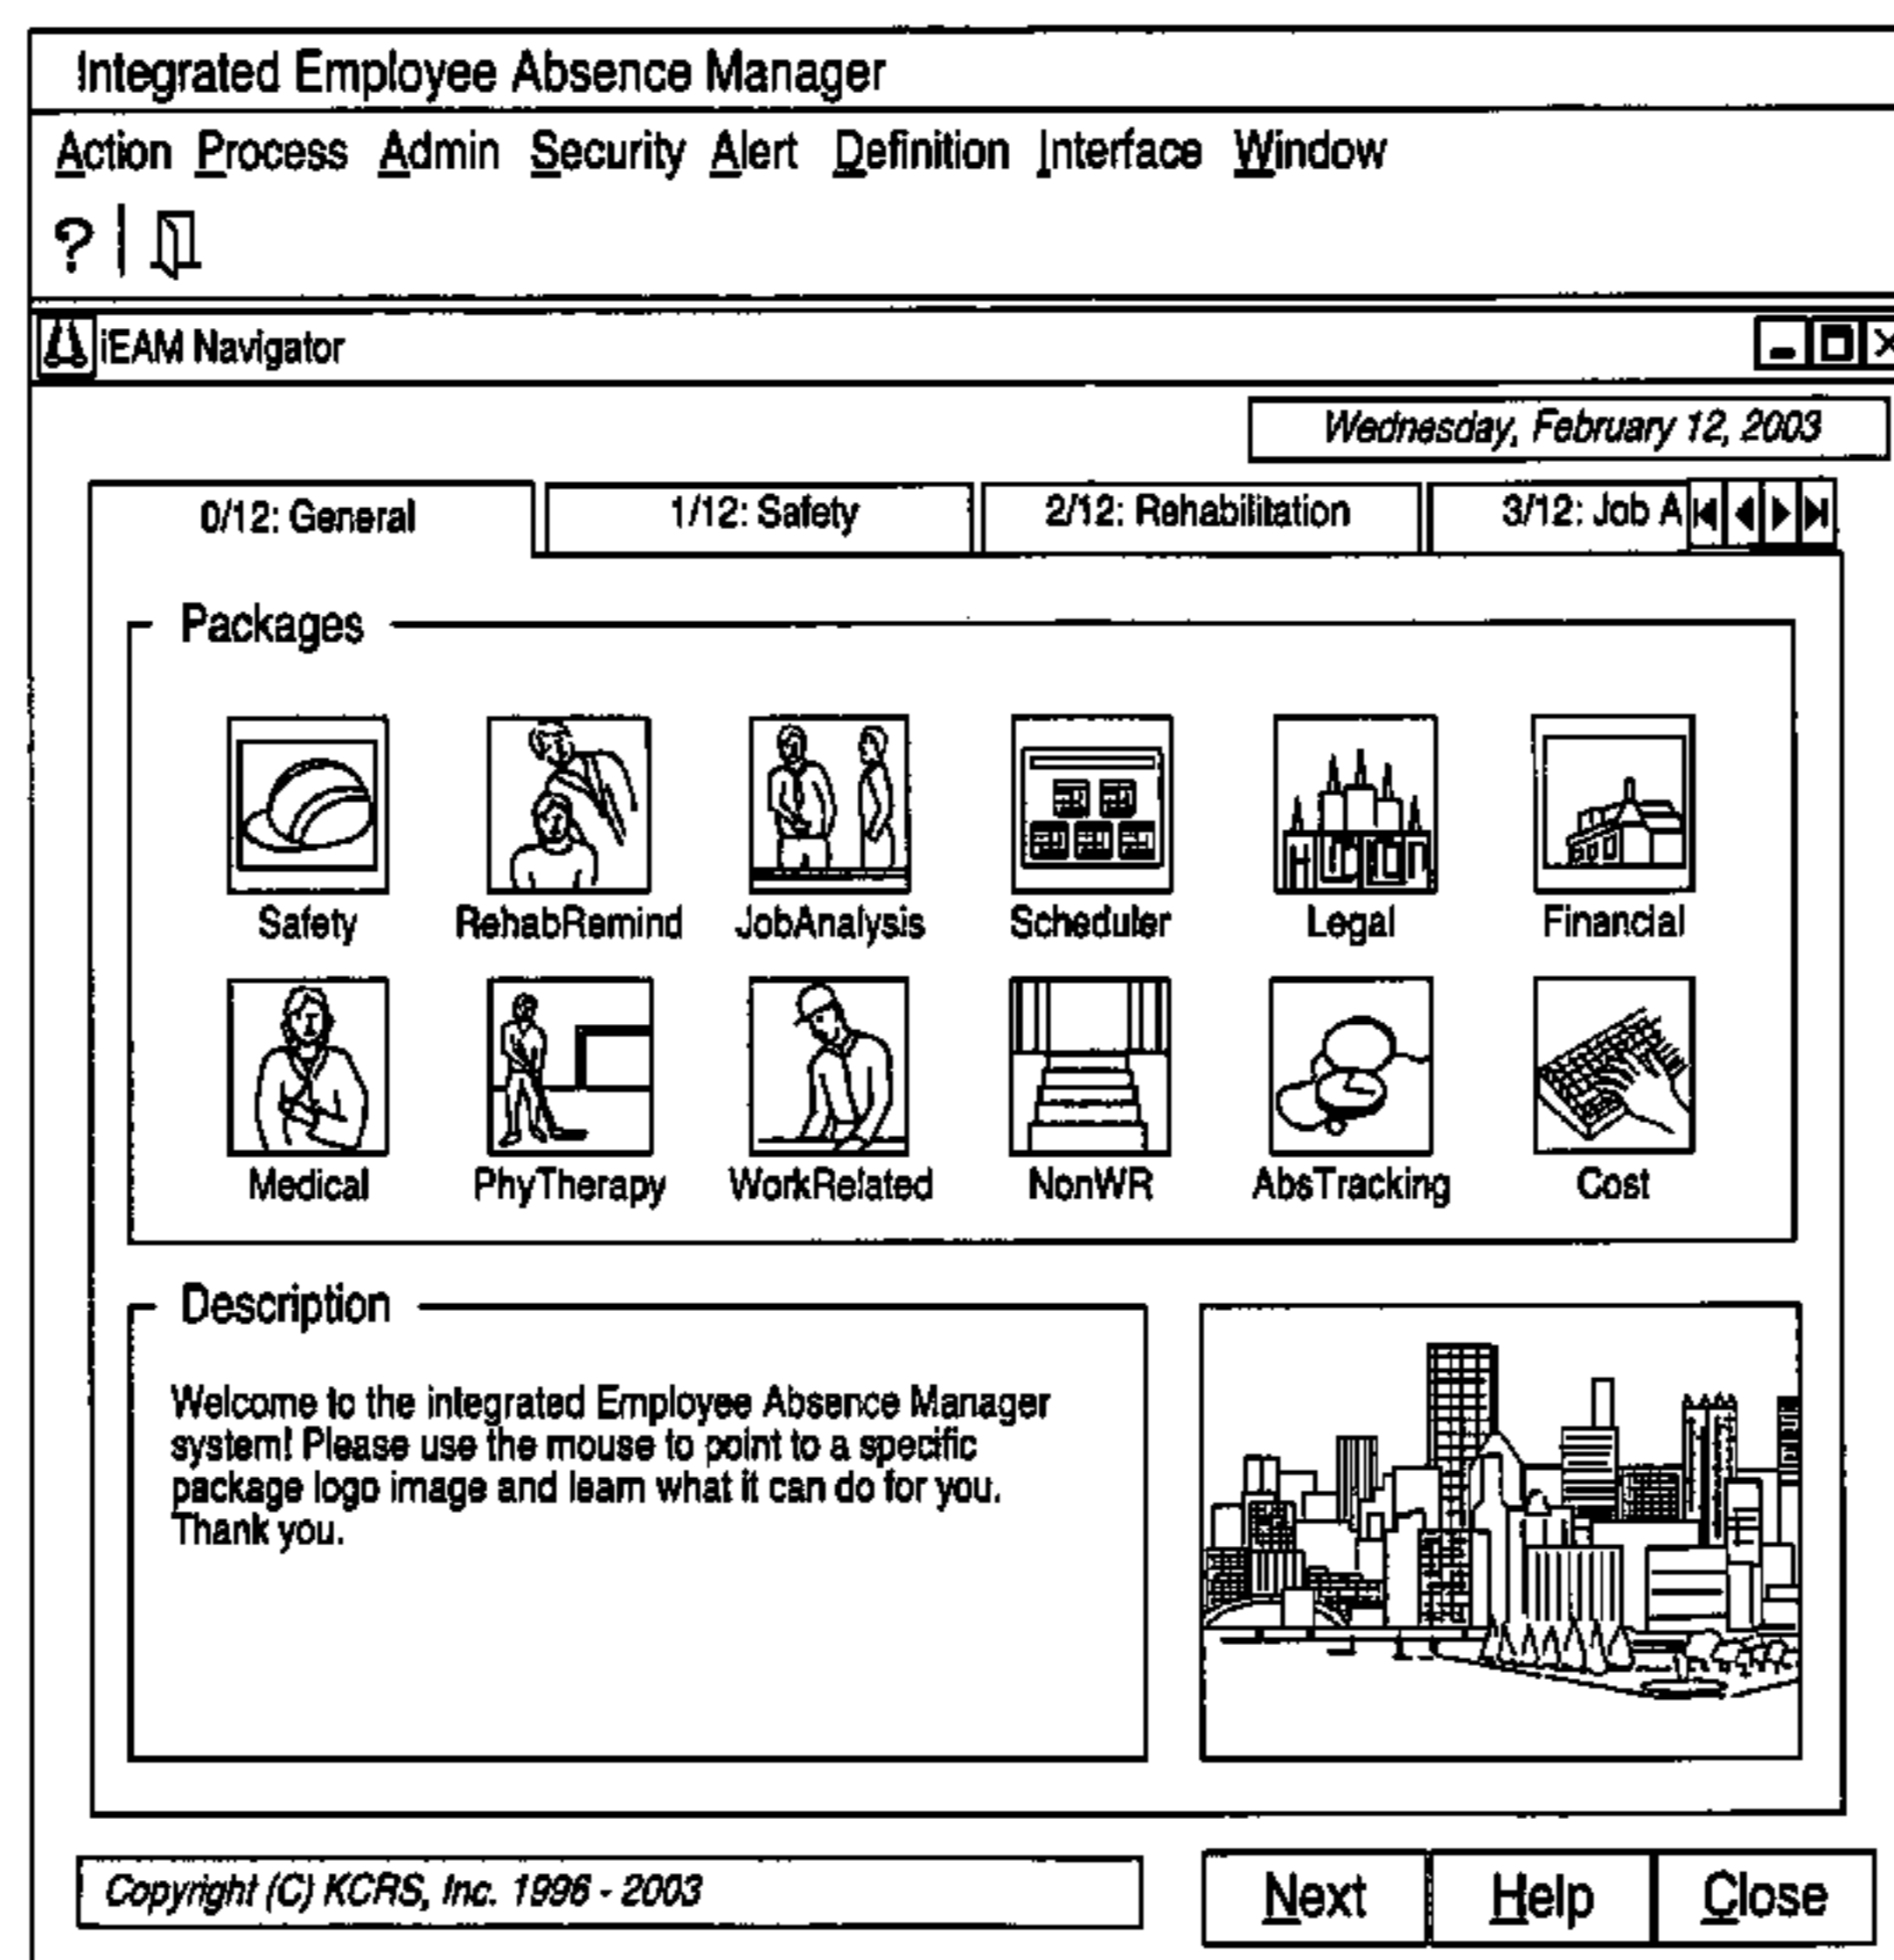 Integrated Employee Absence Manager
Action Process Admin Security Alert Definition Interface Window
?
iEAM Navigator
Wednesday, February 12, 2003
0/12: General 1/12: Safety 2/12: Rehabilitation 3/12: Job A
Packages
Safety RehabRemind JobAnalysis Scheduler Legal Financial
Medical PhyTherapy WorkRelated NonWR AbsTracking Cost
Description
Welcome to the integrated Employee Absence Manager
system! Please use the mouse to point to a specific
package logo image and learn what it can do for you.
Thank you.
Copyright (C) KCRS, Inc. 1996 - 2003
Next Help Close